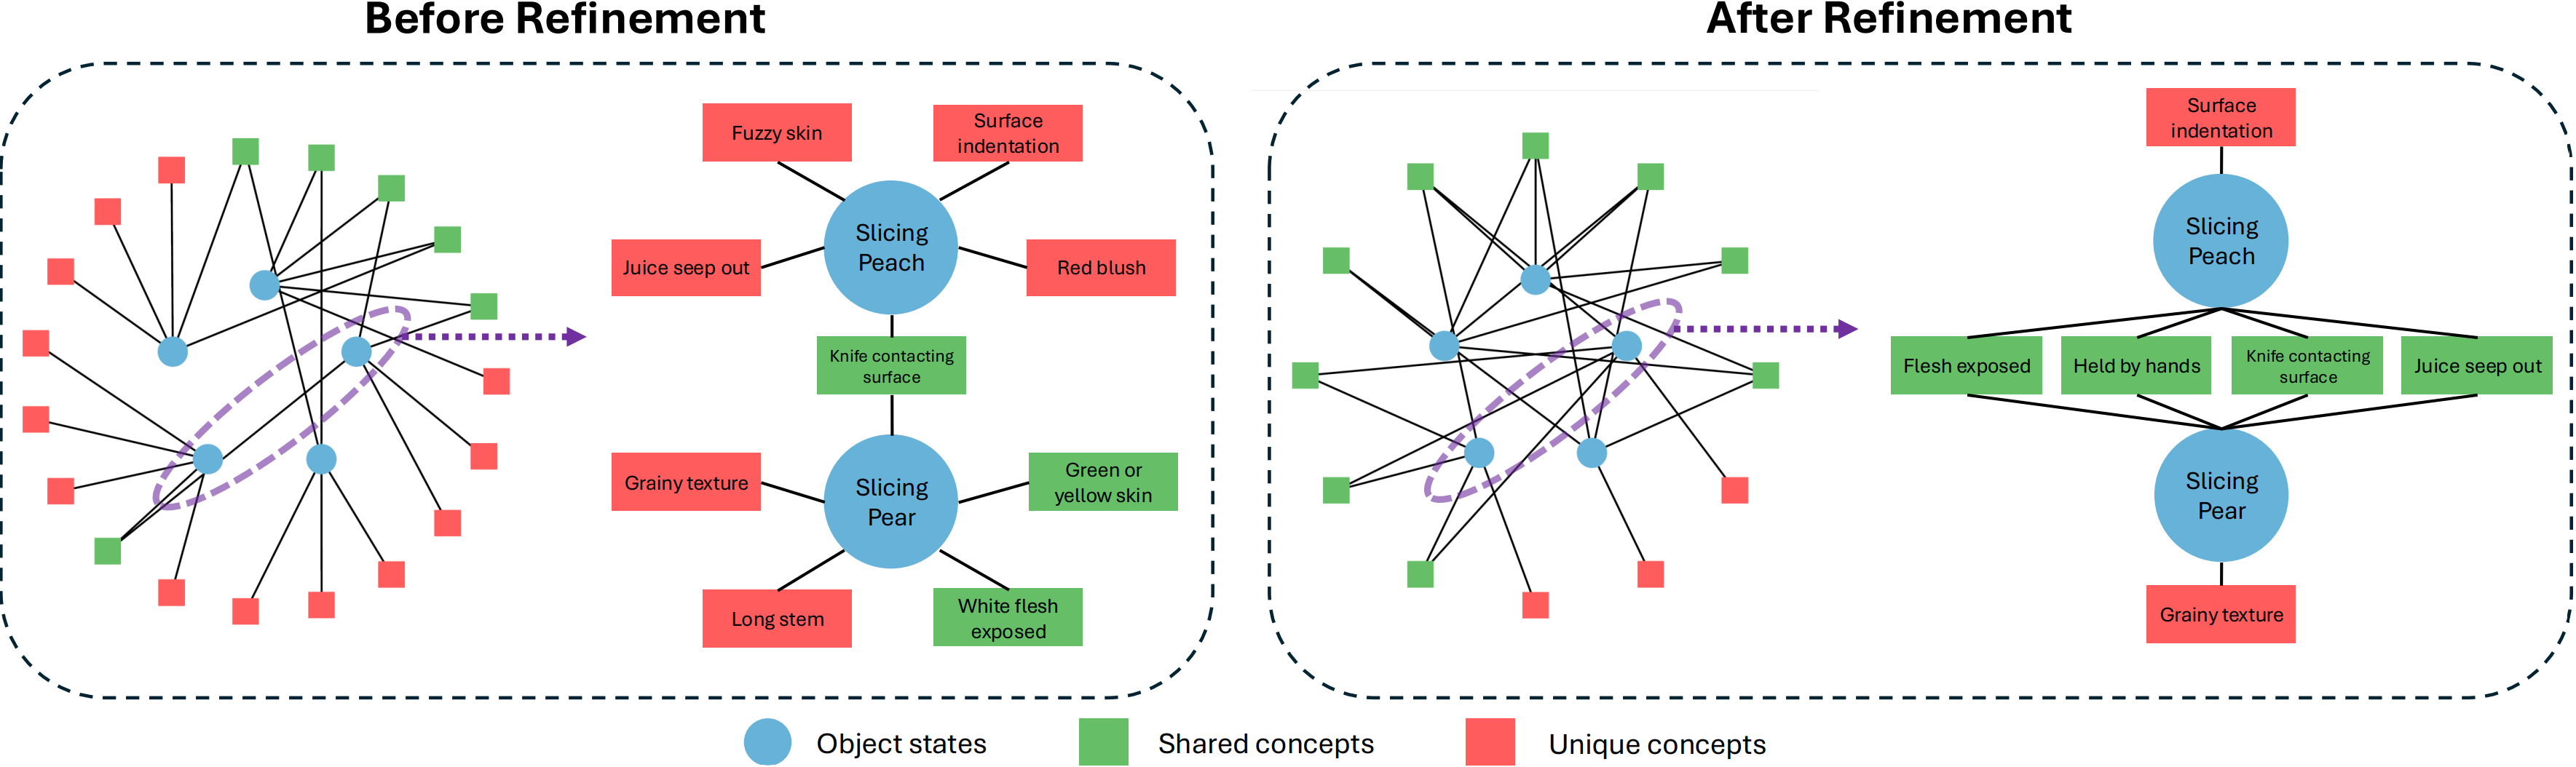 Before Refinement
After Refinement
Fuzzy skin
Surface
indentation
Slicing
Peach
Juice seep out
Red blush
Knife contacting
surface
Grainy texture
Slicing
Pear
Green or
yellow skin
Long stem
White flesh
exposed
Surface
indentation
Slicing
Peach
Flesh exposed
Held by hands
Knife contacting
surface
Juice seep out
Slicing
Pear
Grainy texture
Object states
Shared concepts
Unique concepts